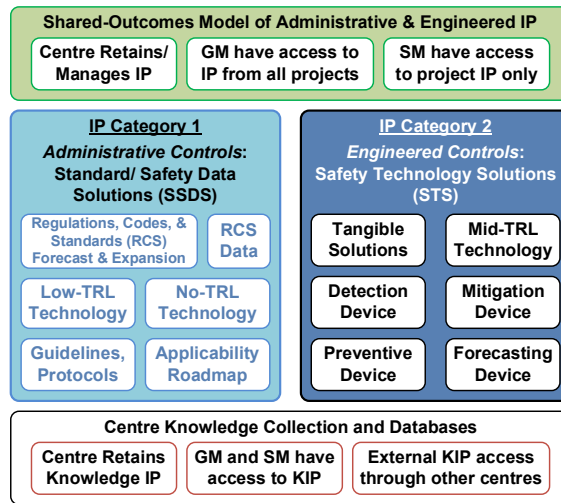 Shared-Outcomes Model of Administrative & Engineered IP
Centre Retains/
Manages IP
GM have access to
IP from all projects
SM have access
to project IP only
IP Category 1
Administrative Controls:
Standard/ Safety Data
Solutions (SSDS)
Regulations, Codes, &
Standards (RCS)
Forecast & Expansion
RCS
Data
Low-TRL
Technology
No-TRL
Technology
Guidelines,
Protocols
Applicability
Roadmap
IP Category 2
Engineered Controls:
Safety Technology Solutions
(STS)
Tangible
Solutions
Mid-TRL
Technology
Detection
Device
Mitigation
Device
Preventive
Device
Forecasting
Device
Centre Knowledge Collection and Databases
Centre Retains
Knowledge IP
GM and SM have
access to KIP
External KIP access
through other centres